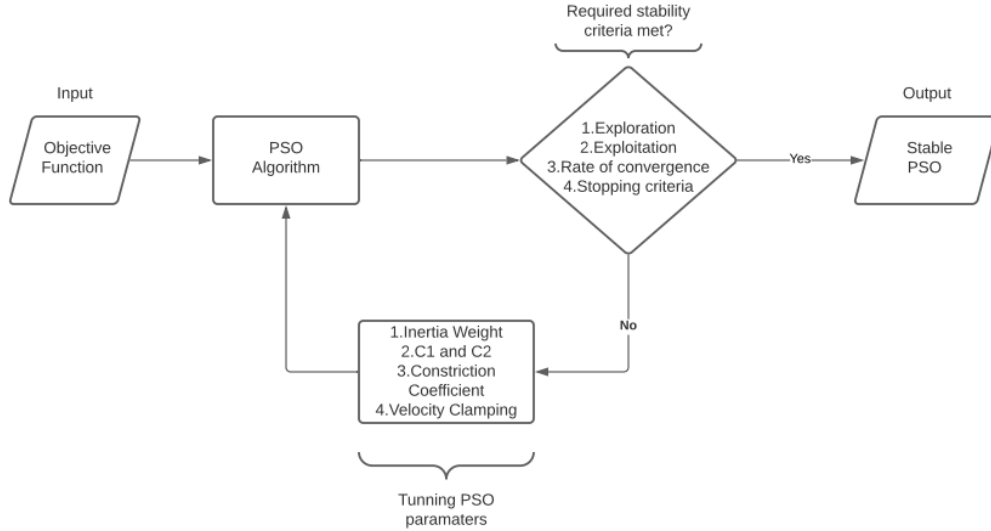 Required stability
criteria met?
Input
Output
Objective
Function
PSO
Algorithm
1.Exploration
2.Exploitation
3.Rate of convergence
4.Stopping criteria
Yes
Stable
PSO
No
1.Inertia Weight
2.C1 and C2
3.Constriction
Coefficient
4.Velocity Clamping
Tunning PSO
paramaters